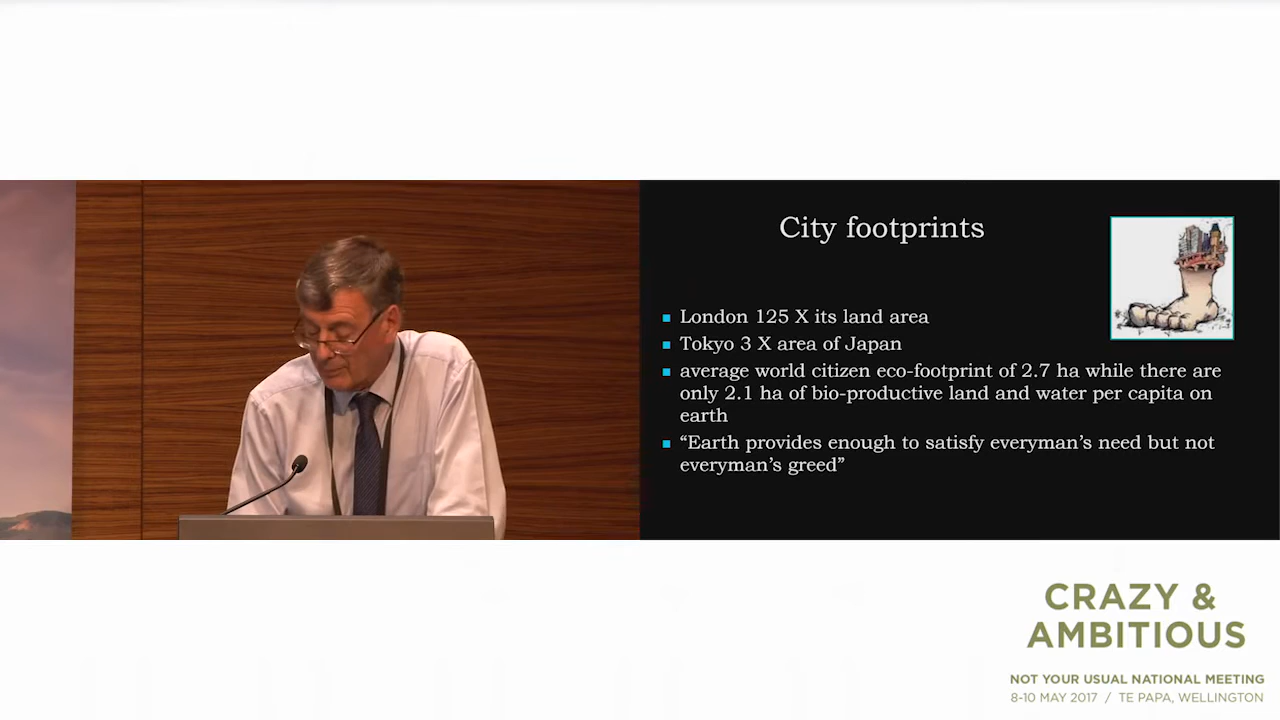 City footprints
London 125 X its land area
Tokyo 3 X area of Japan
average world citizen eco-footprint of 2.7 ha while there are
only 2.1 ha of bio-productive land and water per capita on
earth
“Earth provides enough to satisfy everyman’s need but not
everyman’s greed”
CRAZY &
AMBITIOUS
NOT YOUR USUAL NATIONAL MEETING
8-10 MAY 2017 / TE PAPA, WELLINGTON